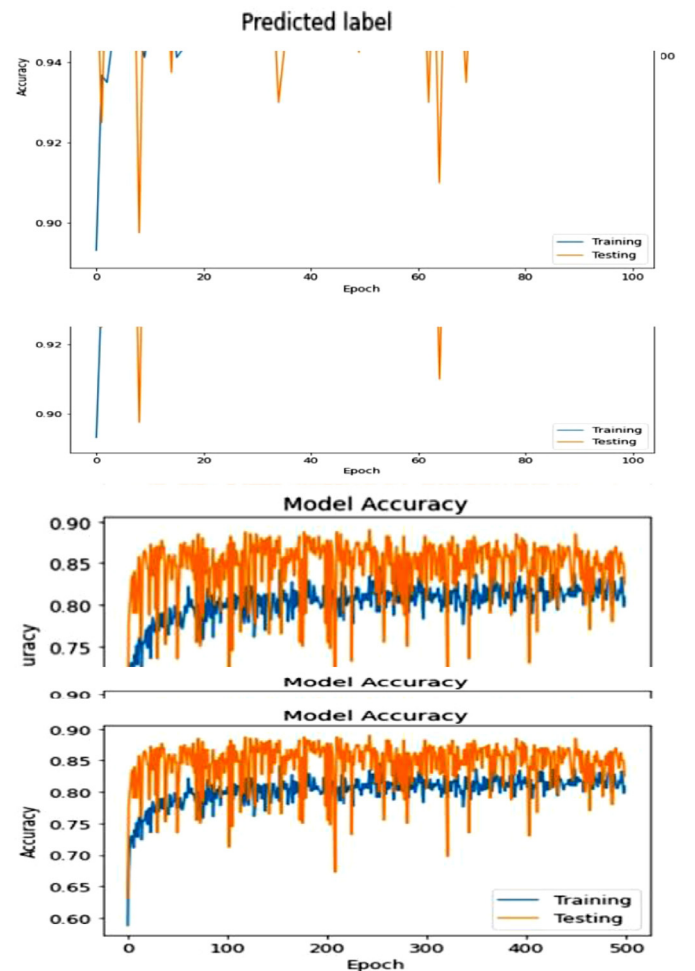 Predicted label
0.94
Accuracy
0.92
0.90
Training
Testing
0 20 40 60 80 100
Epoch
0.92
0.90
Training
Testing
0 20 40 60 80 100
Epoch
Model Accuracy
0.90
0.85
0.80
0.75
uracy
Model Accuracy
0.90
Model Accuracy
0.90
0.85
0.80
0.75
0.70
0.65
0.60
Accuracy
Training
Testing
0 100 200 300 400 500
Epoch